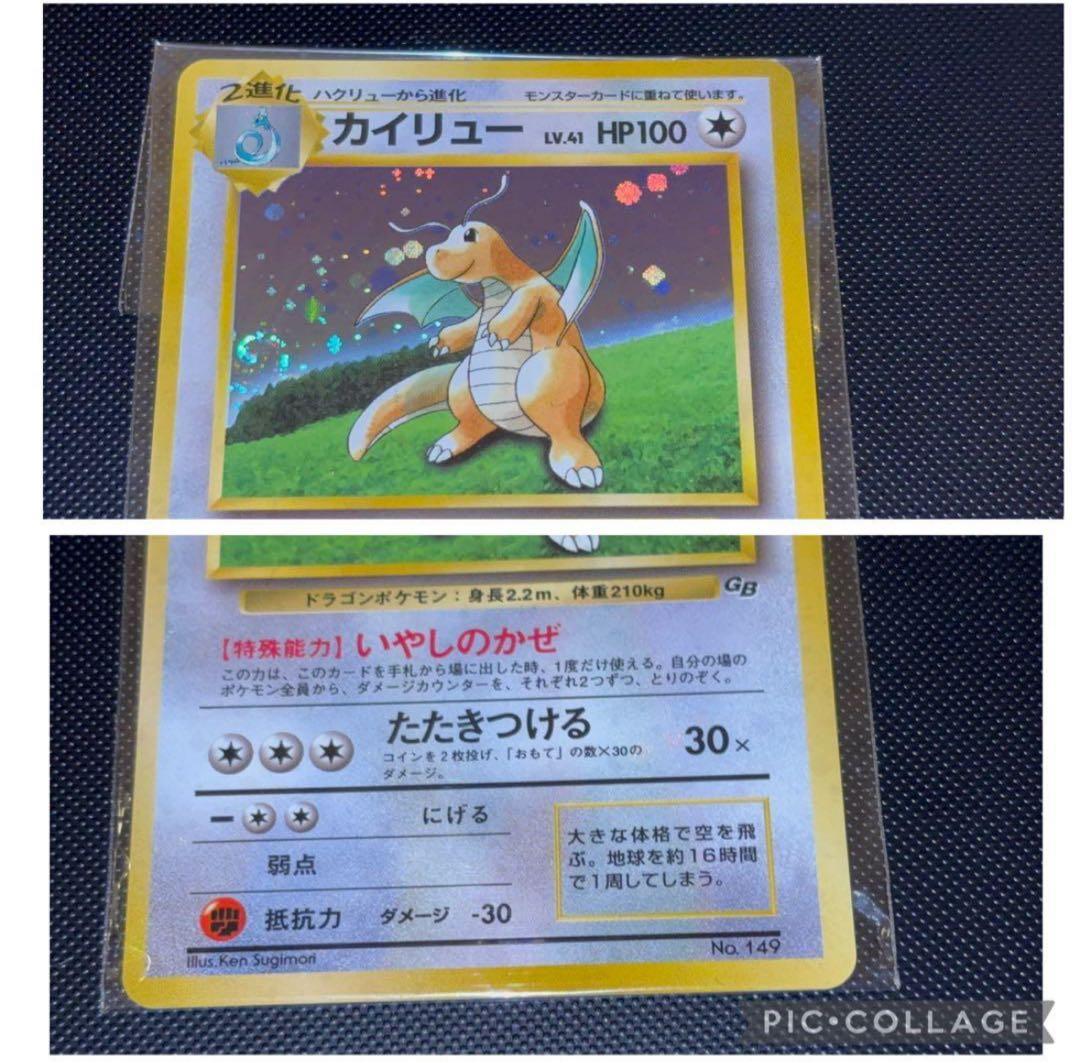 2進化 ハクリューから進化 モンスターカードに重ねて使います。
カイリュー LV.41 HP100
ドラゴンポケモン：身長2.2m、体重210kg
GB
【特殊能力】いやしのかぜ
この力は、このカードを手札から場に出した時、1度だけ使える。自分の場の
ポケモン全員から、ダメージカウンターを、それぞれ2つずつ、とりのぞく。
たたきつける 30×
コインを2枚投げ、「おもて」の数×30の
ダメージ。
にげる
弱点
抵抗力 ダメージ -30
大きな体格で空を飛
ぶ。地球を約16時間
で1周してしまう。
Illus.Ken Sugimori
No. 149
PIC•COLLAGE